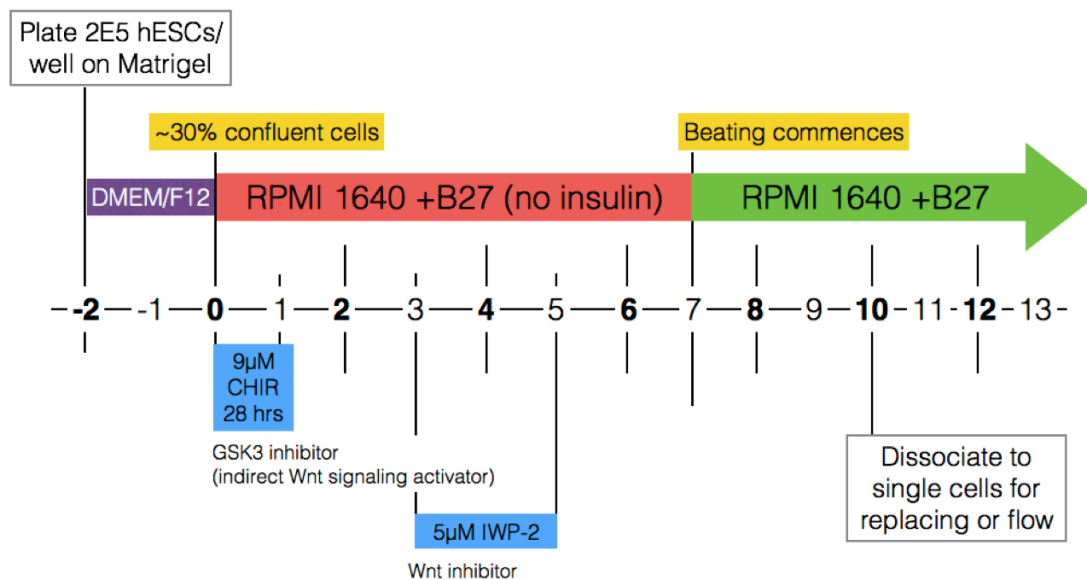 Plate 2E5 hESCs/
well on Matrigel
~30% confluent cells
Beating commences
DMEM/F12
RPMI 1640 +B27 (no insulin)
RPMI 1640 +B27
-2 -1 0 1 2 3 4 5 6 7 8 9 10 11 12 13
9µM
CHIR
28 hrs
GSK3 inhibitor
(indirect Wnt signaling activator)
5µM IWP-2
Wnt inhibitor
Dissociate to
single cells for
replacing or flow